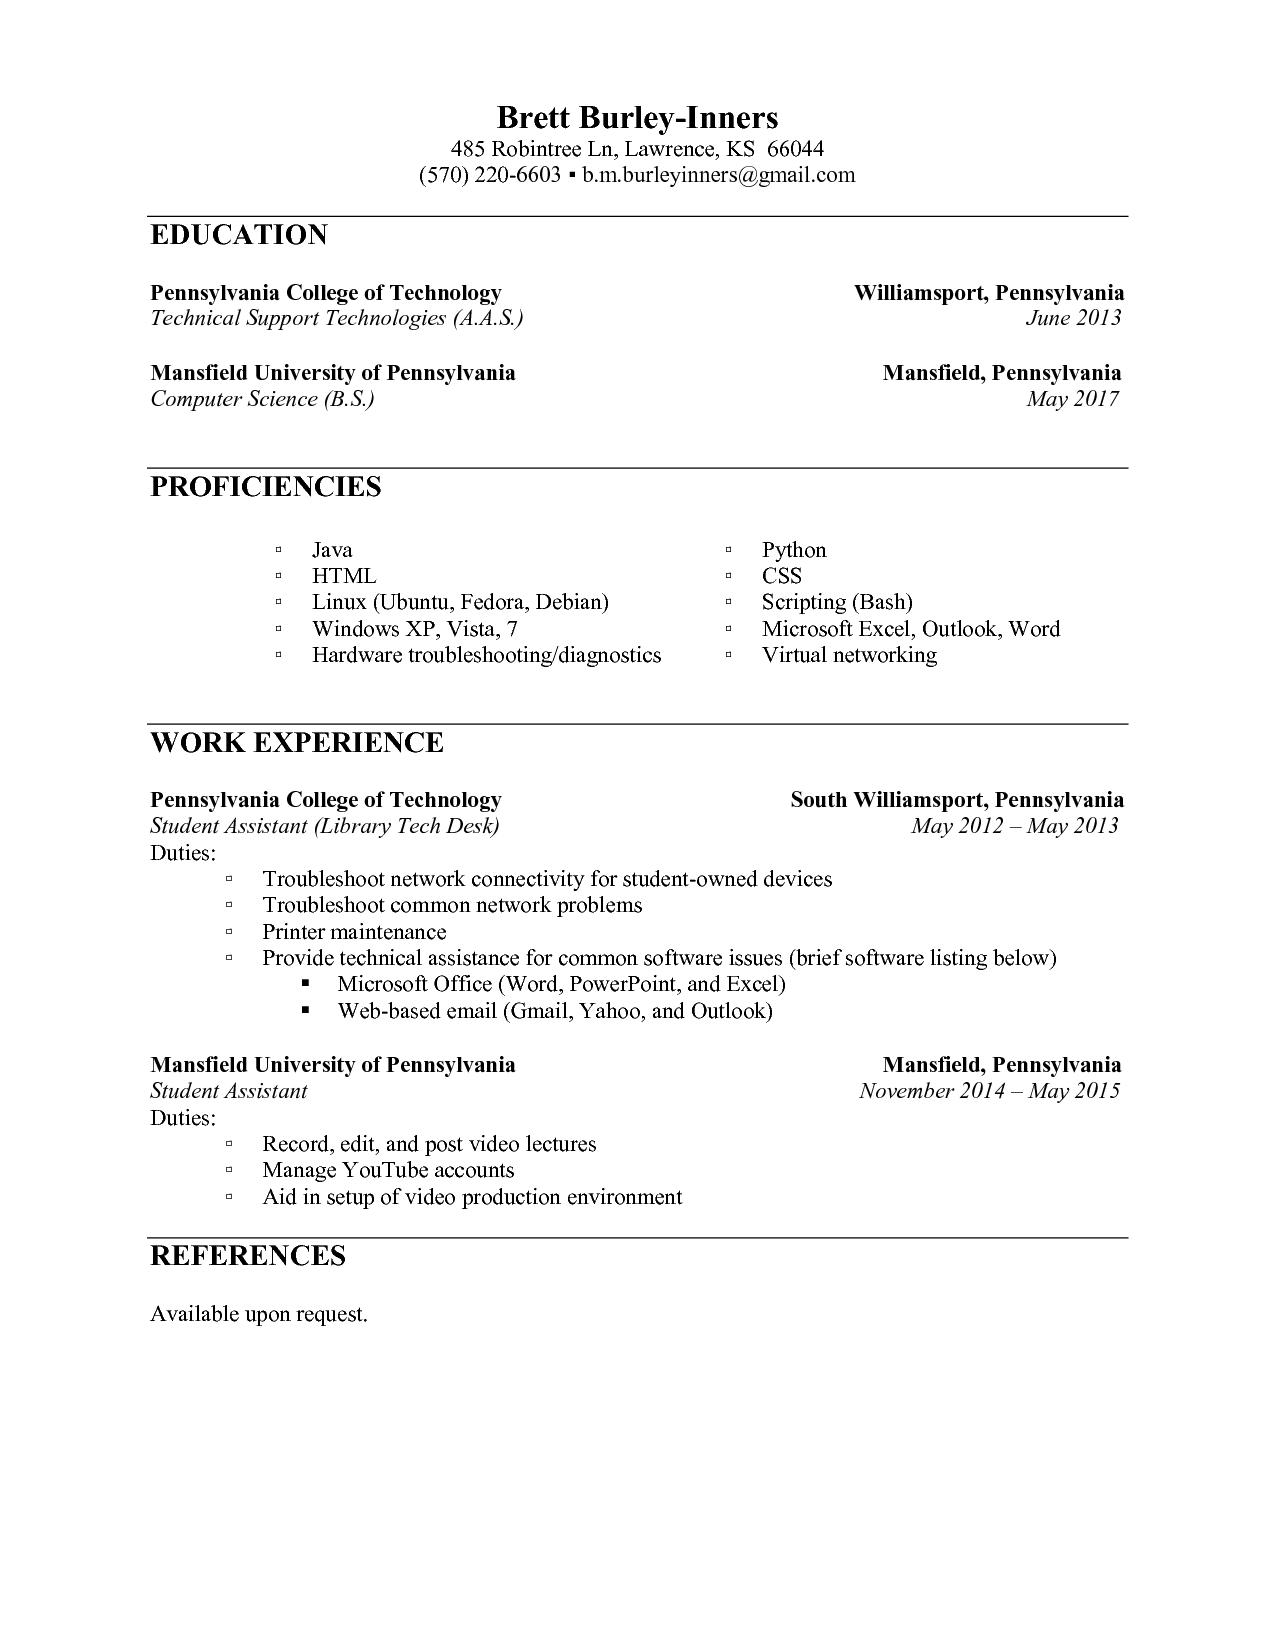 Brett Burley-Inners
485 Robintree Ln, Lawrence, KS  66044
(570) 220-6603 ▪ b.m.burleyinners@gmail.com
EDUCATION
Pennsylvania College of Technology Williamsport, Pennsylvania
Technical Support Technologies (A.A.S.) June 2013
Mansfield University of Pennsylvania Mansfield, Pennsylvania
Computer Science (B.S.) May 2017
PROFICIENCIES
▫ Java ▫ Python
▫ HTML ▫ CSS
▫ Linux (Ubuntu, Fedora, Debian) ▫ Scripting (Bash)
▫ Windows XP, Vista, 7 ▫ Microsoft Excel, Outlook, Word
▫ Hardware troubleshooting/diagnostics ▫ Virtual networking
WORK EXPERIENCE
Pennsylvania College of Technology South Williamsport, Pennsylvania
Student Assistant (Library Tech Desk) May 2012 – May 2013
Duties:
▫ Troubleshoot network connectivity for student-owned devices
▫ Troubleshoot common network problems
▫ Printer maintenance
▫ Provide technical assistance for common software issues (brief software listing below)
▪ Microsoft Office (Word, PowerPoint, and Excel)
▪ Web-based email (Gmail, Yahoo, and Outlook)
Mansfield University of Pennsylvania Mansfield, Pennsylvania
Student Assistant November 2014 – May 2015
Duties:
▫ Record, edit, and post video lectures
▫ Manage YouTube accounts
▫ Aid in setup of video production environment
REFERENCES
Available upon request.